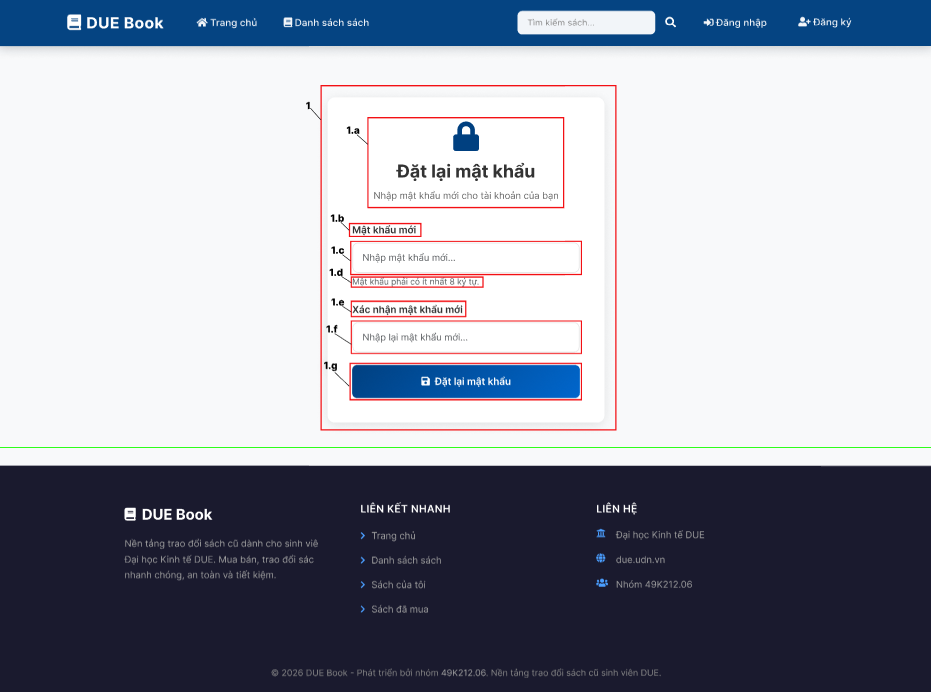 DUE Book
Trang chủ
Danh sách sách
Tìm kiếm sách...
Đăng nhập
Đăng ký
1
1.a
Đặt lại mật khẩu
Nhập mật khẩu mới cho tài khoản của bạn
1.b
Mật khẩu mới
1.c
Nhập mật khẩu mới...
1.d
Mật khẩu phải có ít nhất 8 ký tự.
1.e
Xác nhận mật khẩu mới
1.f
Nhập lại mật khẩu mới...
1.g
Đặt lại mật khẩu
DUE Book
Nền tảng trao đổi sách cũ dành cho sinh viê
Đại học Kinh tế DUE. Mua bán, trao đổi sác
nhanh chóng, an toàn và tiết kiệm.
LIÊN KẾT NHANH
Trang chủ
Danh sách sách
Sách của tôi
Sách đã mua
LIÊN HỆ
Đại học Kinh tế DUE
due.udn.vn
Nhóm 49K212.06
© 2026 DUE Book - Phát triển bởi nhóm 49K212.06. Nền tảng trao đổi sách cũ sinh viên DUE.